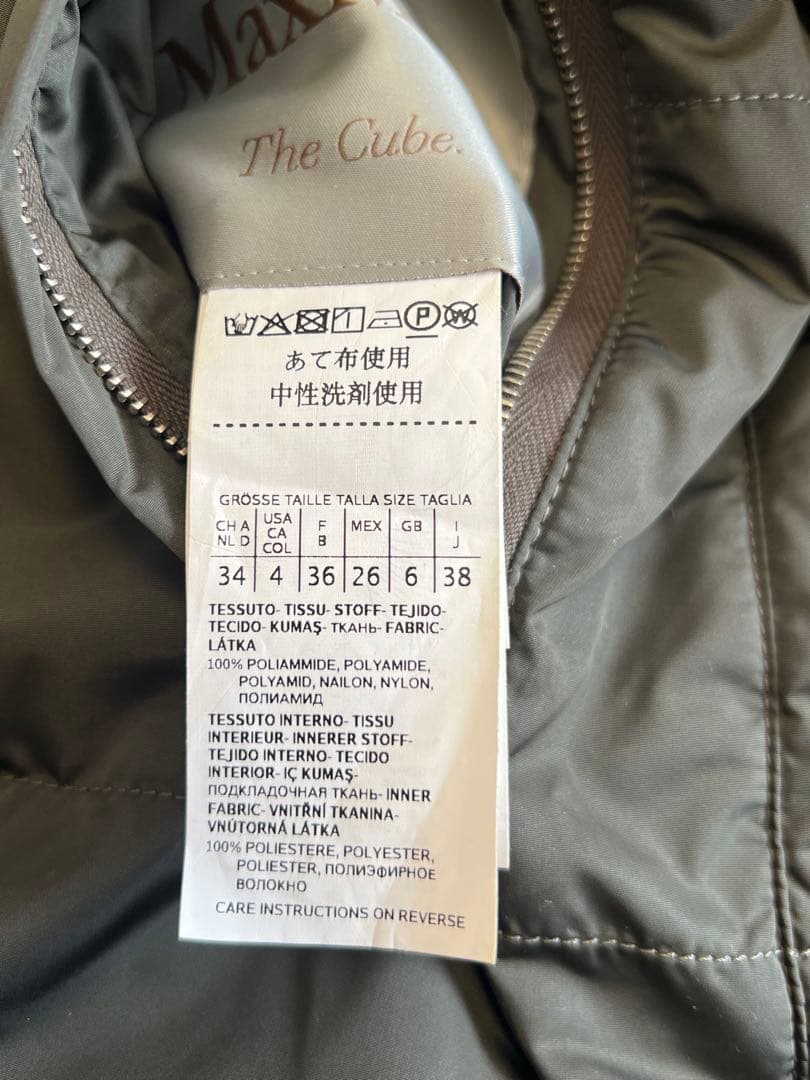 The Cube.
P W
あて布使用
中性洗剤使用
GRÖSSE TAILLE TALLA SIZE TAGLIA
CH A NL D USA CA COL F B MEX GB I J
34 4 36 26 6 38
TESSUTO- TISSU- STOFF- TEJIDO-
TECIDO- KUMAŞ- ТКАНЬ- FABRIC-
LÁTKA
100% POLIAMMIDE, POLYAMIDE,
POLYAMID, NAILON, NYLON,
ПОЛИАМИД
TESSUTO INTERNO- TISSU
INTERIEUR- INNERER STOFF-
TEJIDO INTERNO- TECIDO
INTERIOR- IÇ KUMAŞ-
ПОДКЛАДОЧНАЯ ТКАНЬ- INNER
FABRIC- VNITŘNÍ TKANINA-
VNÚTORNÁ LÁTKA
100% POLIESTERE, POLYESTER,
POLIESTER, ПОЛИЭФИРНОЕ
ВОЛОКНО
CARE INSTRUCTIONS ON REVERSE